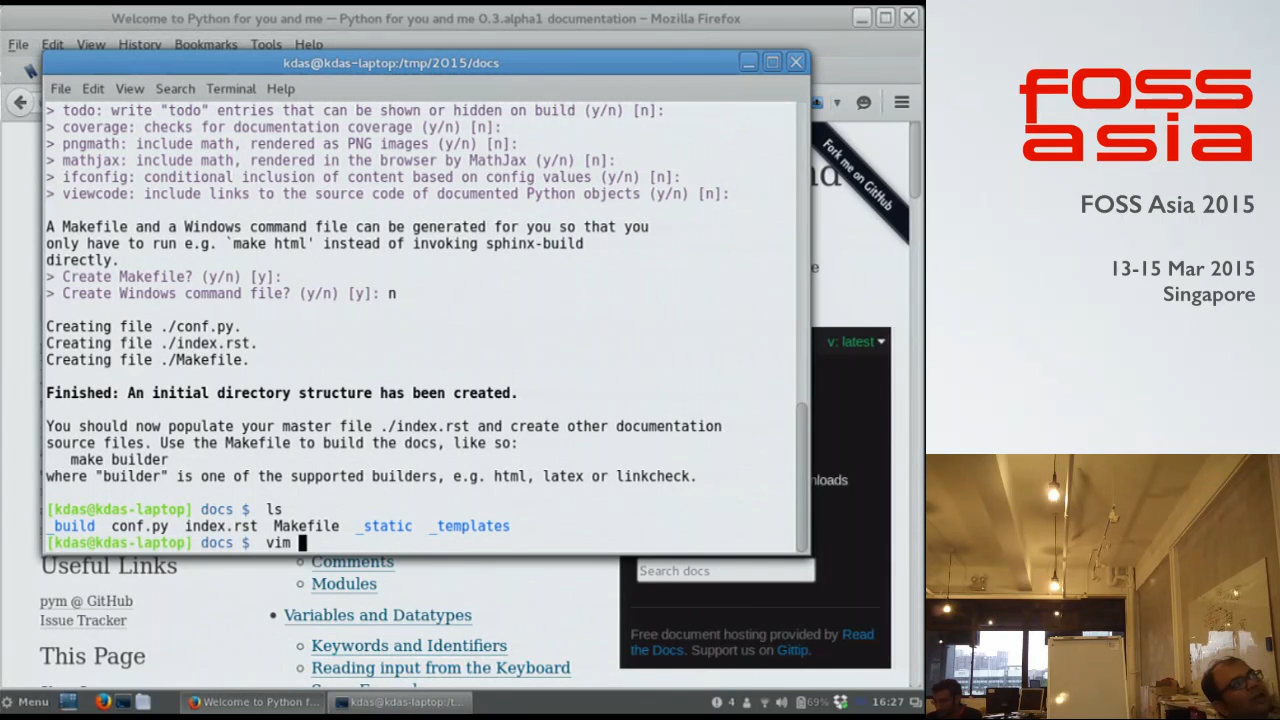 Welcome to Python for you and me — Python for you and me 0.3.alpha1 documentation - Mozilla Firefox
File Edit View History Bookmarks Tools Help
kdas@kdas-laptop:/tmp/2015/docs
File Edit View Search Terminal Help
> todo: write "todo" entries that can be shown or hidden on build (y/n) [n]:
> coverage: checks for documentation coverage (y/n) [n]:
> pngmath: include math, rendered as PNG images (y/n) [n]:
> mathjax: include math, rendered in the browser by MathJax (y/n) [n]:
> ifconfig: conditional inclusion of content based on config values (y/n) [n]:
> viewcode: include links to the source code of documented Python objects (y/n) [n]:
A Makefile and a Windows command file can be generated for you so that you
only have to run e.g. `make html' instead of invoking sphinx-build
directly.
> Create Makefile? (y/n) [y]:
> Create Windows command file? (y/n) [y]: n
Creating file ./conf.py.
Creating file ./index.rst.
Creating file ./Makefile.
Finished: An initial directory structure has been created.
You should now populate your master file ./index.rst and create other documentation
source files. Use the Makefile to build the docs, like so:
make builder
where "builder" is one of the supported builders, e.g. html, latex or linkcheck.
[kdas@kdas-laptop] docs $ ls
_build conf.py index.rst Makefile _static _templates
[kdas@kdas-laptop] docs $ vim
Fork me on GitHub
v: latest
Search docs
Free document hosting provided by Read
the Docs. Support us on Gittip.
Useful Links
pym @ GitHub
Issue Tracker
This Page
Comments
Modules
Variables and Datatypes
Keywords and Identifiers
Reading input from the Keyboard
Menu
Welcome to Python f...
kdas@kdas-laptop:/t...
4
69%
16:27
foss
asia
FOSS Asia 2015
13-15 Mar 2015
Singapore